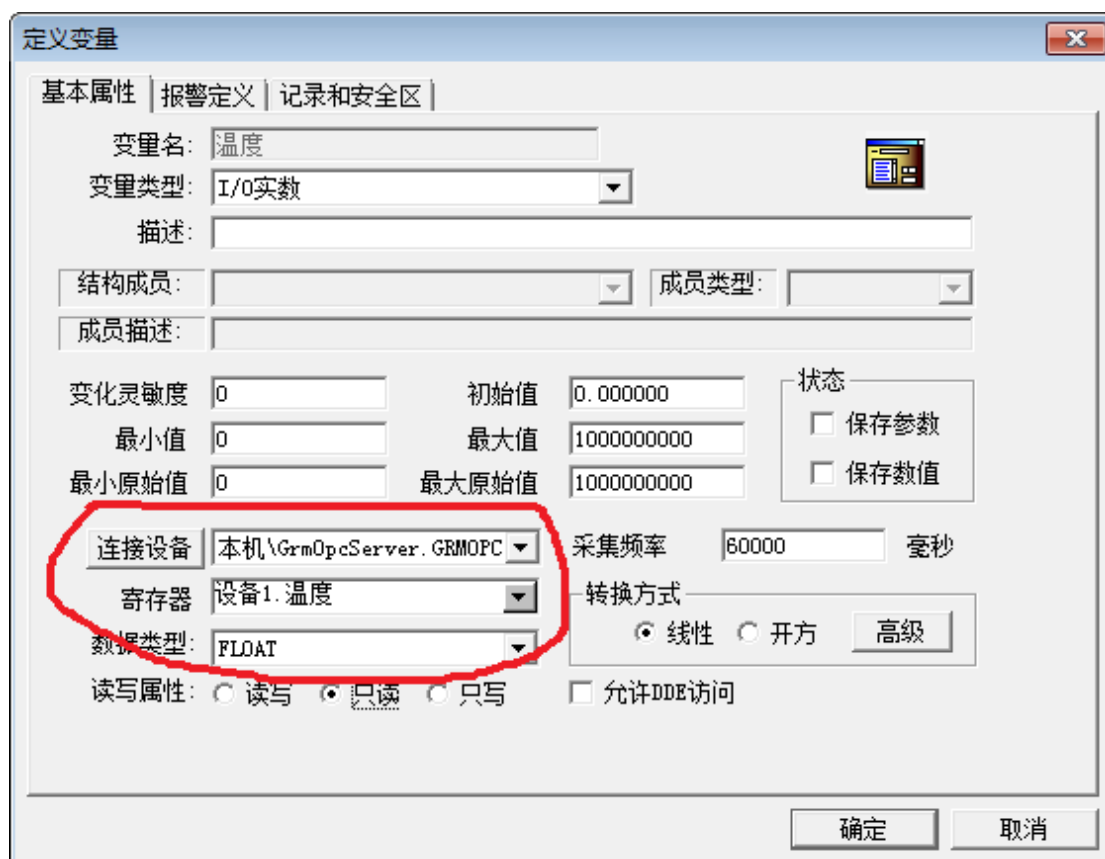 定义变量
基本属性 报警定义 记录和安全区
变量名: 温度
变量类型: I/O实数
描述:
结构成员: 成员类型:
成员描述:
变化灵敏度 0 初始值 0.000000 状态
最小值 0 最大值 1000000000 保存参数
最小原始值 0 最大原始值 1000000000 保存数值
连接设备 本机\GrmOpcServer.GRMOPC 采集频率 60000 毫秒
寄存器 设备1.温度 转换方式
数据类型: FLOAT 线性 开方 高级
读写属性: 读写 只读 只写 允许DDE访问
确定 取消